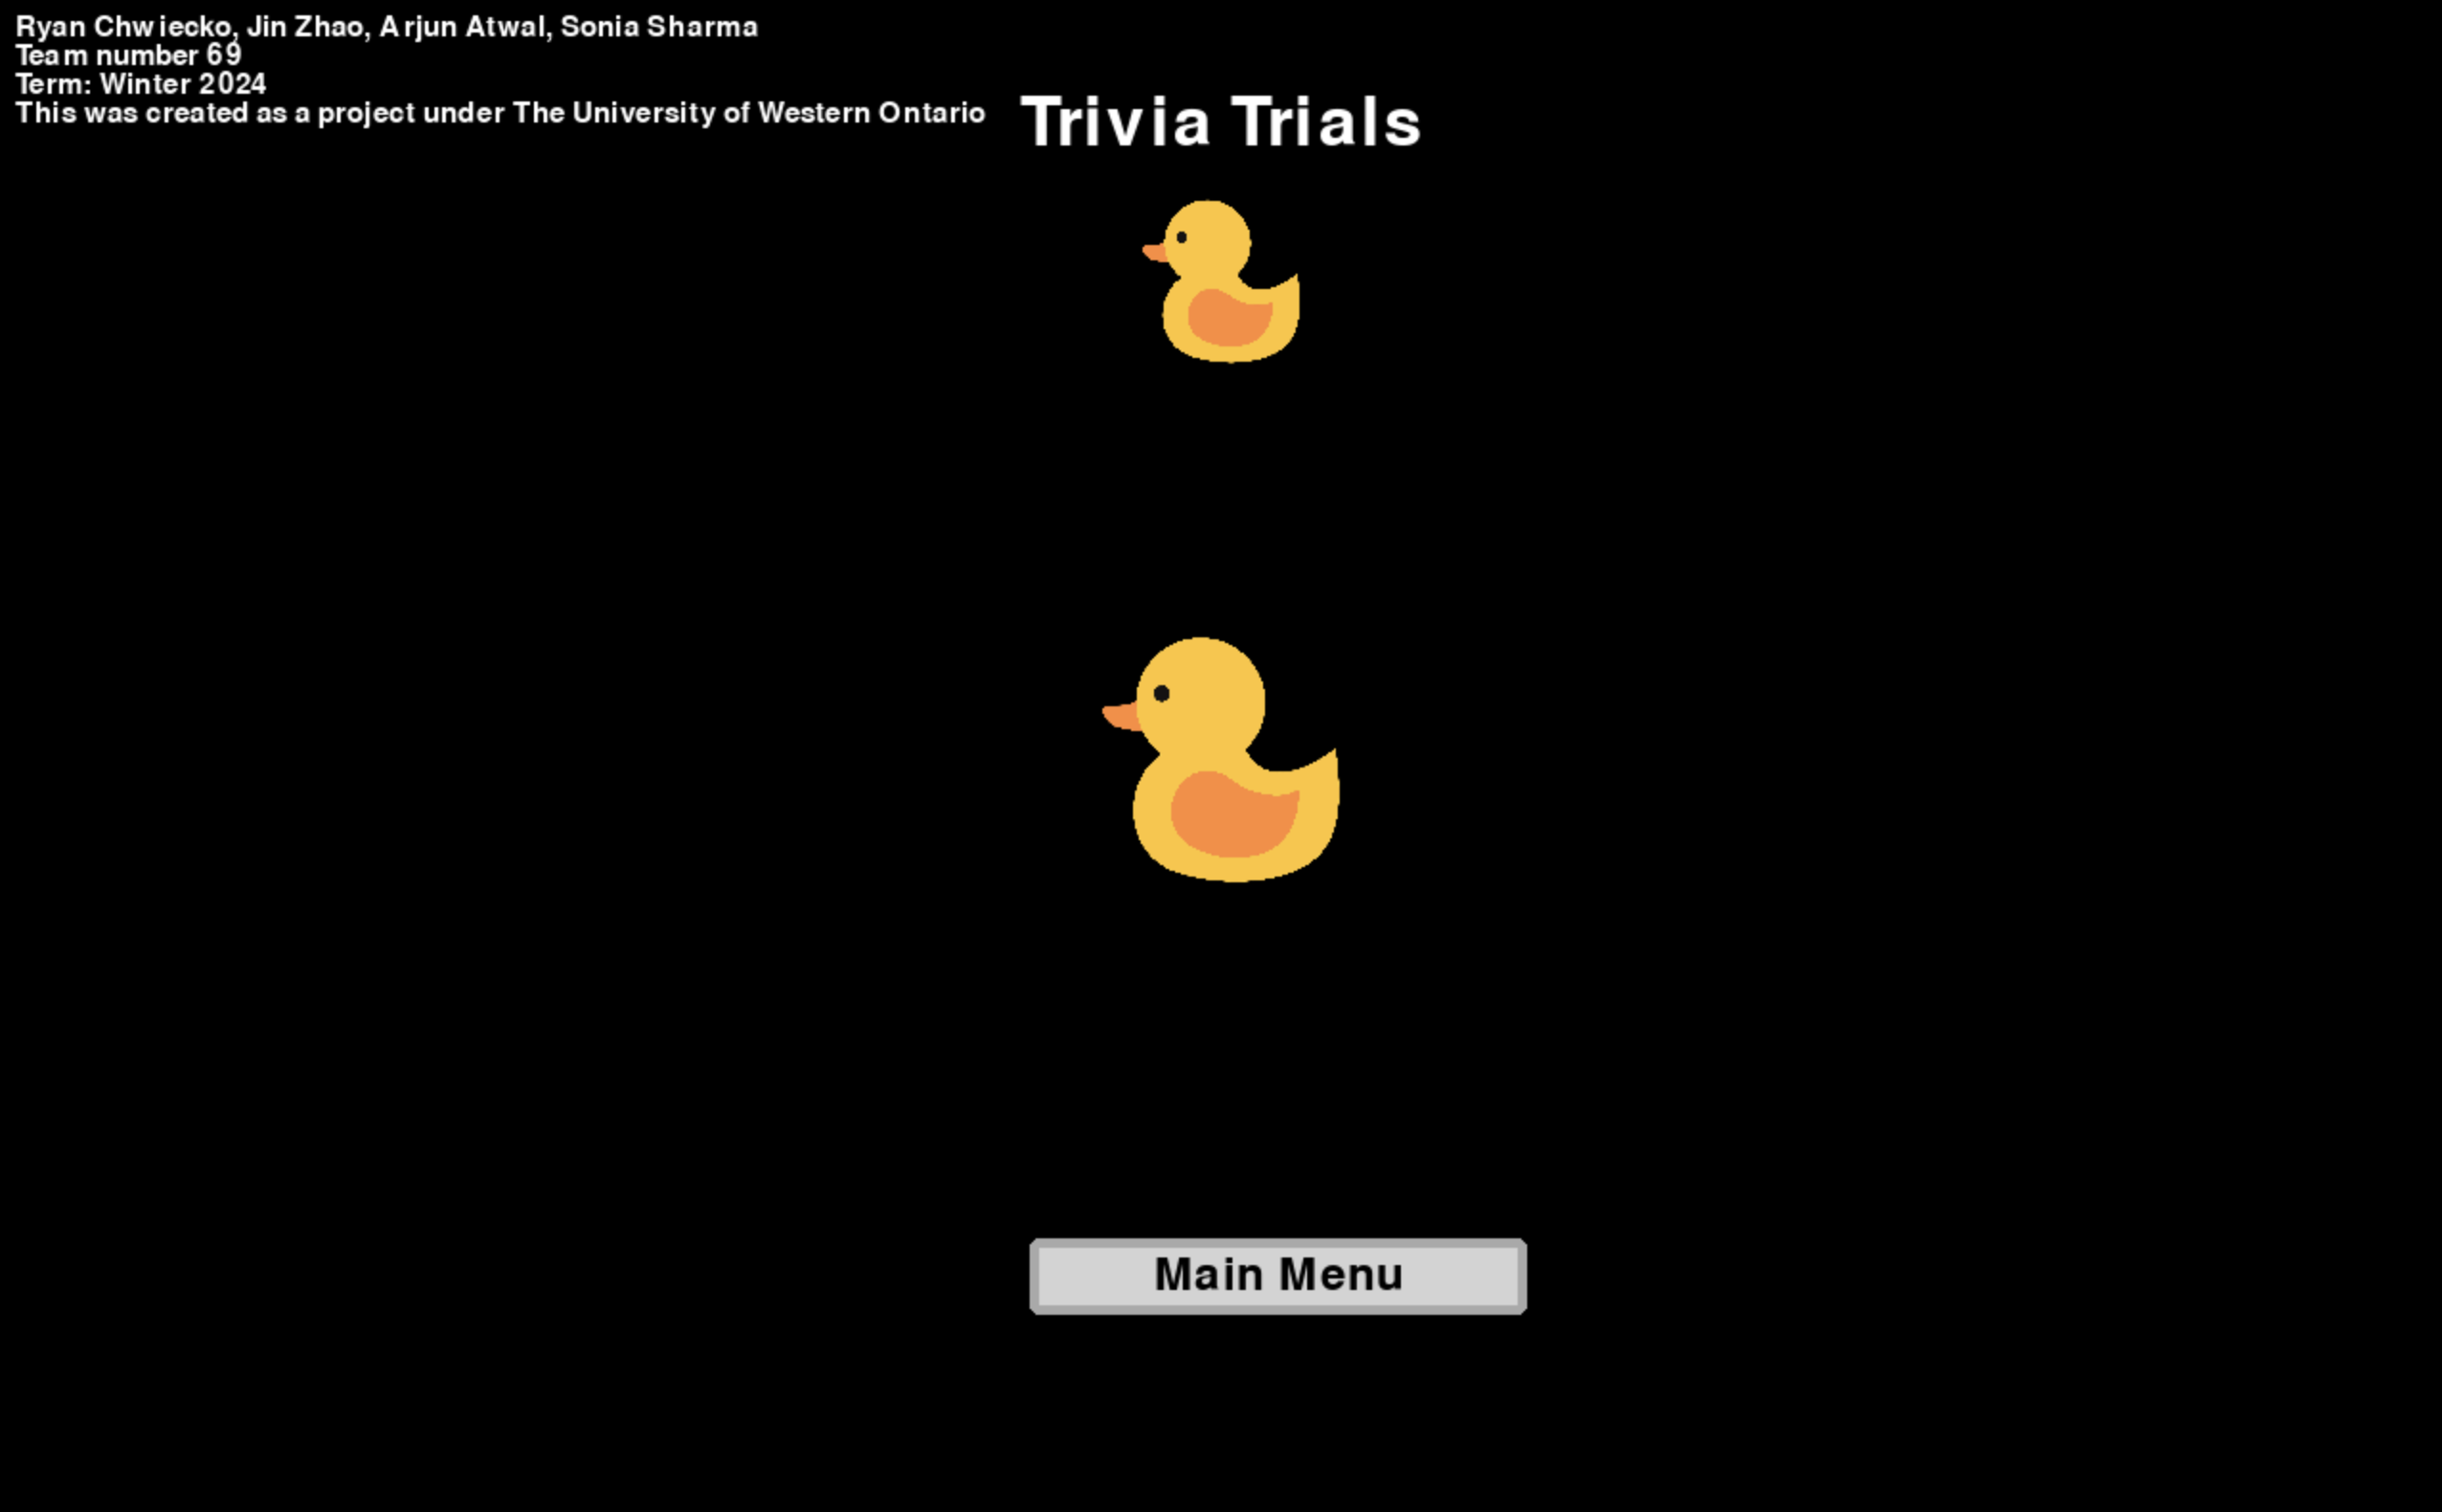 Ryan Chwiecko, Jin Zhao, Arjun Atwal, Sonia Sharma
Team number 69
Term: Winter 2024
This was created as a project under The University of Western Ontario
Trivia Trials
Main Menu